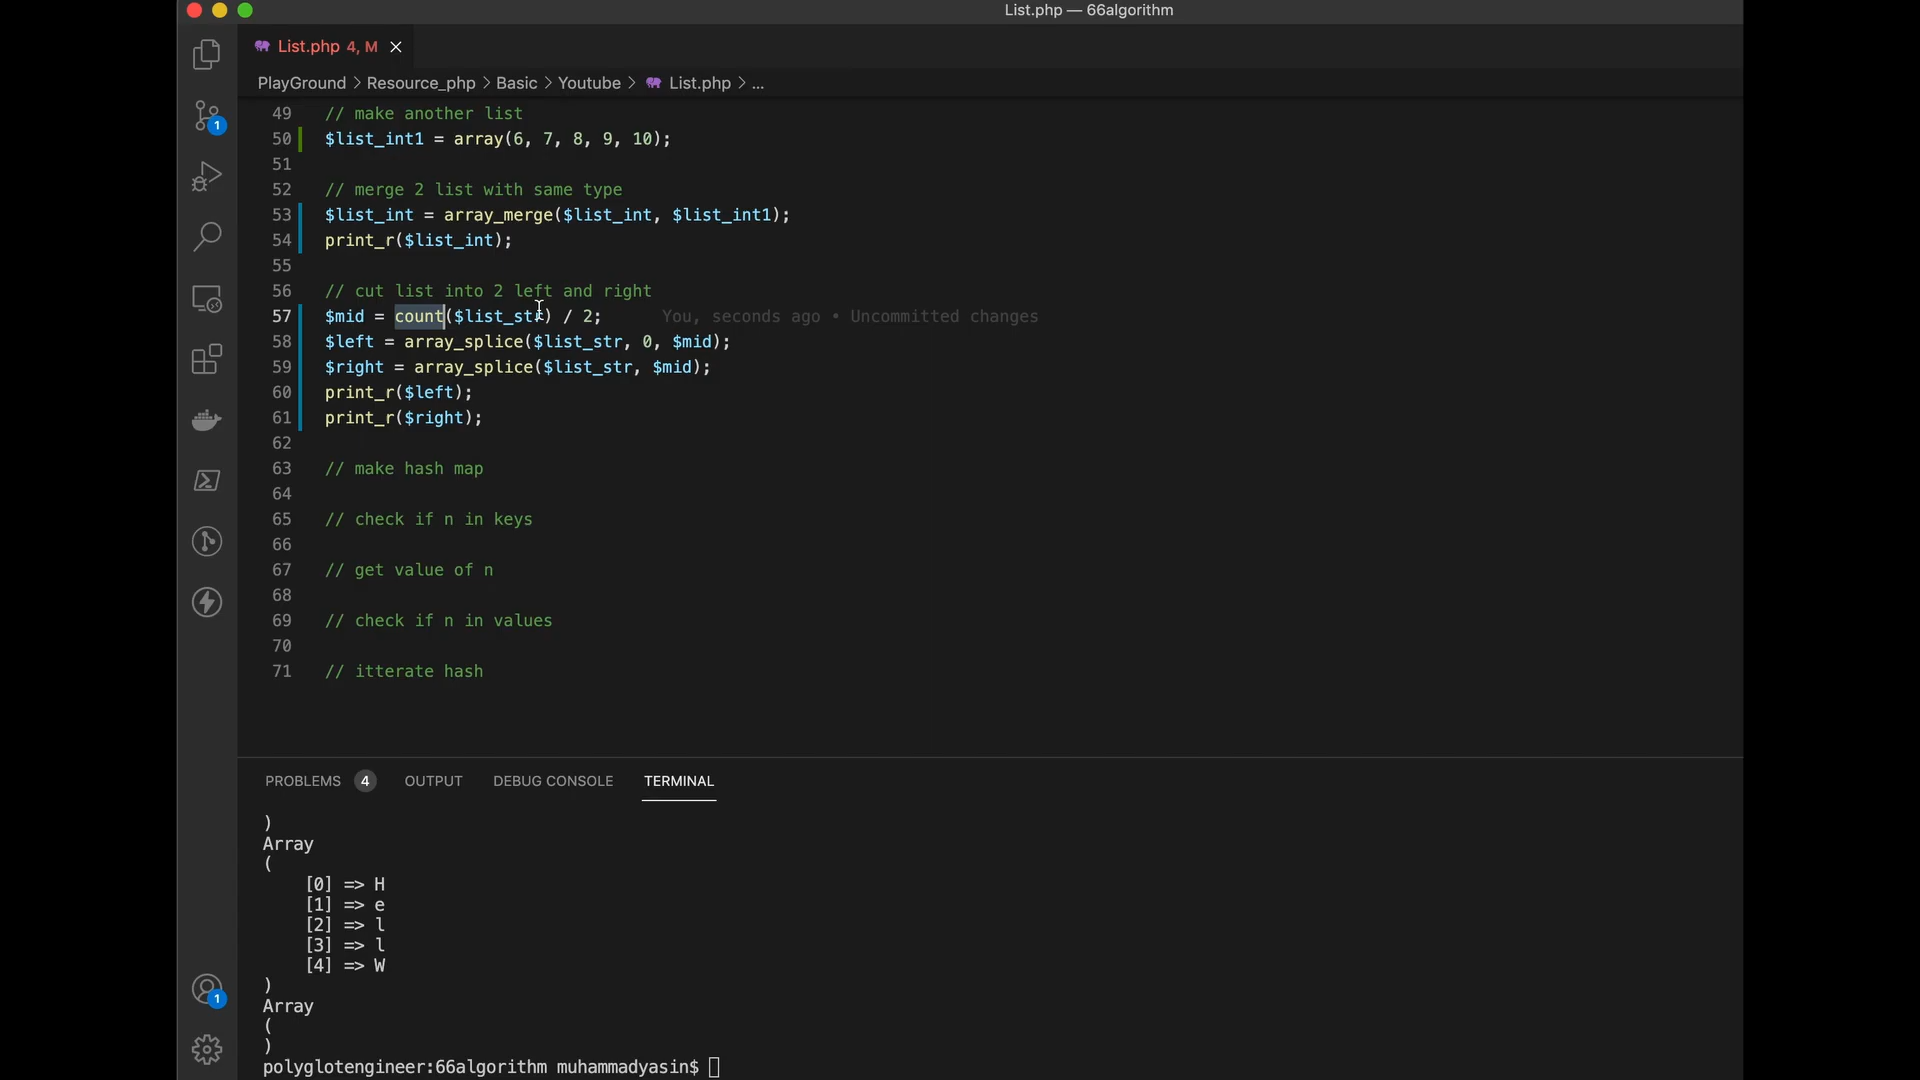 List.php — 66algorithm
List.php 4, M
PlayGround > Resource_php > Basic > Youtube > List.php > ...
49 // make another list
50 $list_int1 = array(6, 7, 8, 9, 10);
51
52 // merge 2 list with same type
53 $list_int = array_merge($list_int, $list_int1);
54 print_r($list_int);
55
56 // cut list into 2 left and right
57 $mid = count($list_str) / 2; You, seconds ago • Uncommitted changes
58 $left = array_splice($list_str, 0, $mid);
59 $right = array_splice($list_str, $mid);
60 print_r($left);
61 print_r($right);
62
63 // make hash map
64
65 // check if n in keys
66
67 // get value of n
68
69 // check if n in values
70
71 // itterate hash
1
1
PROBLEMS 4 OUTPUT DEBUG CONSOLE TERMINAL
)
Array
(
[0] => H
[1] => e
[2] => l
[3] => l
[4] => W
)
Array
(
)
polyglotengineer:66algorithm muhammadyasin$